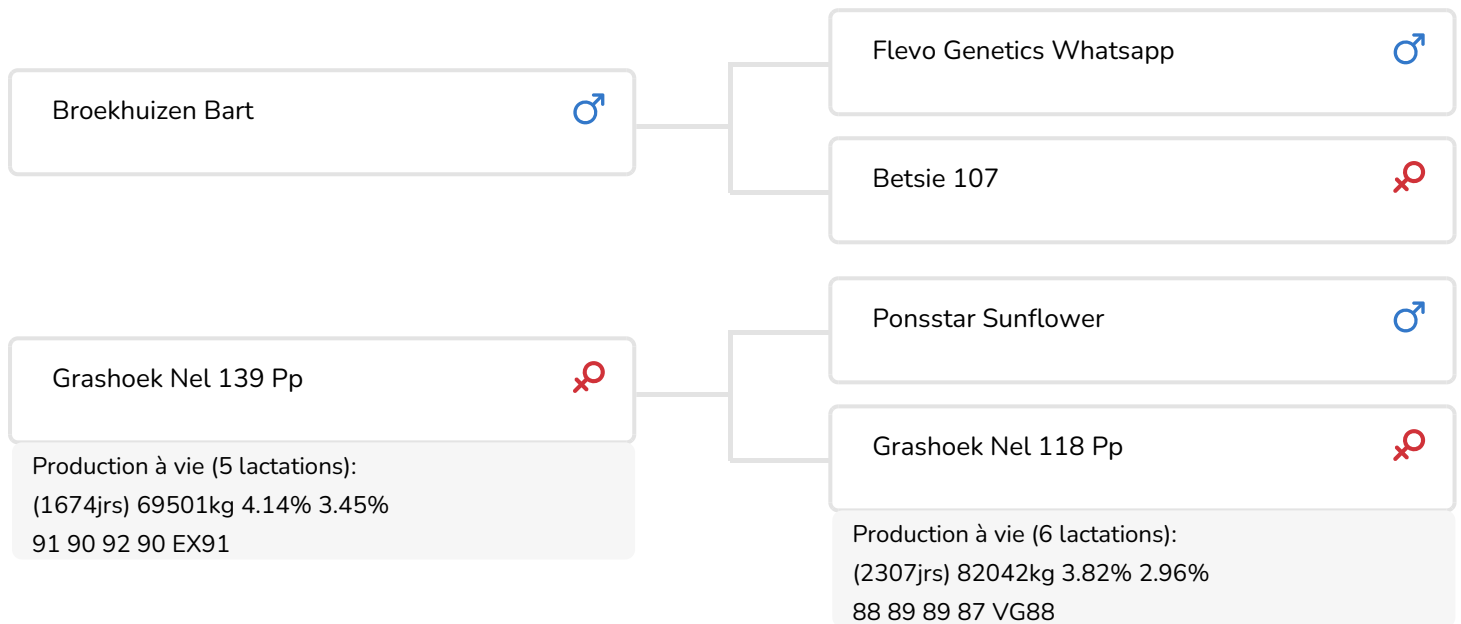 Flevo Genetics Whatsapp
Broekhuizen Bart
Betsie 107
Ponsstar Sunflower
Grashoek Nel 139 Pp
Production à vie (5 lactations):
(1674jrs) 69501kg 4.14% 3.45%
91 90 92 90 EX91
Grashoek Nel 118 Pp
Production à vie (6 lactations):
(2307jrs) 82042kg 3.82% 2.96%
88 89 89 87 VG88